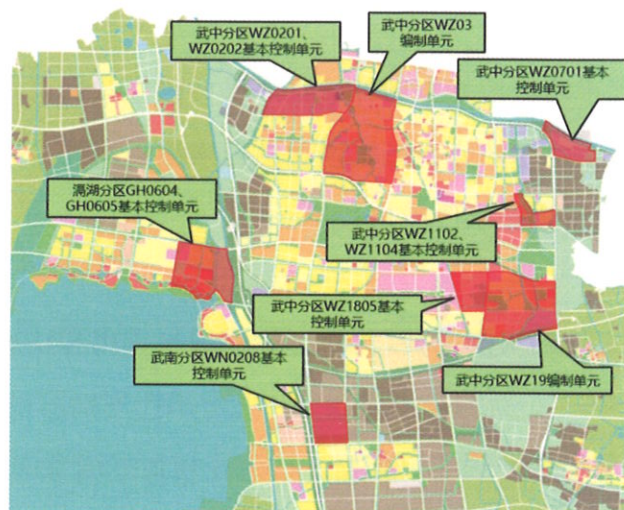 武中分区WZ0201、
WZ0202基本控制单元
武中分区WZ03
编制单元
武中分区WZ0701基本
控制单元
滆湖分区GH0604、
GH0605基本控制单元
武中分区WZ1102、
WZ1104基本控制单元
武中分区WZ1805基本
控制单元
武南分区WN0208基本
控制单元
武中分区WZ19编制单元